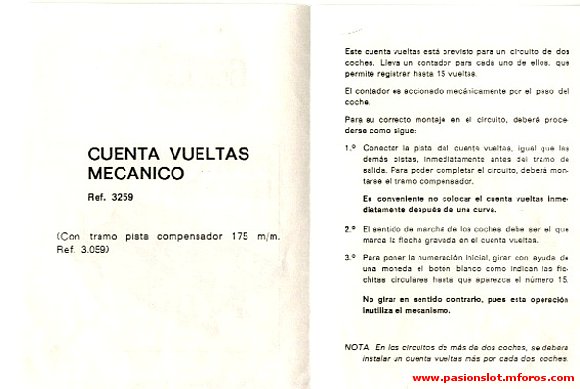 CUENTA VUELTAS
MECANICO
Ref. 3259
(Con tramo pista compensador 175 m/m.
Ref. 3.059)
Este cuenta vueltas está previsto para un circuito de dos
coches. Lleva un contador para cada uno de ellos, que
permite registrar hasta 15 vueltas.
El contador es accionado mecánicamente por el paso del
coche.
Para su correcto montaje en el circuito, deberá proce-
derse como sigue:
1.º Conectar la pista del cuenta vueltas, igual que las
demás pistas, inmediatamente antes del tramo de
salida. Para poder completar el circuito, deberá mon-
tarse el tramo compensador.
Es conveniente no colocar el cuenta vueltas inme-
diatamente después de una curva.
2.º El sentido de marcha de los coches debe ser el que
marca la flecha gravada en el cuenta vueltas.
3.º Para poner la numeración inicial, girar con ayuda de
una moneda el botón blanco como indican las fle-
chitas circulares hasta que aparezca el número 15.
No girar en sentido contrario, pues esta operación
inutiliza el mecanismo.
NOTA En los circuitos de más de dos coches, se deberá
instalar un cuenta vueltas más por cada dos coches.
www.pasionslot.mforos.com